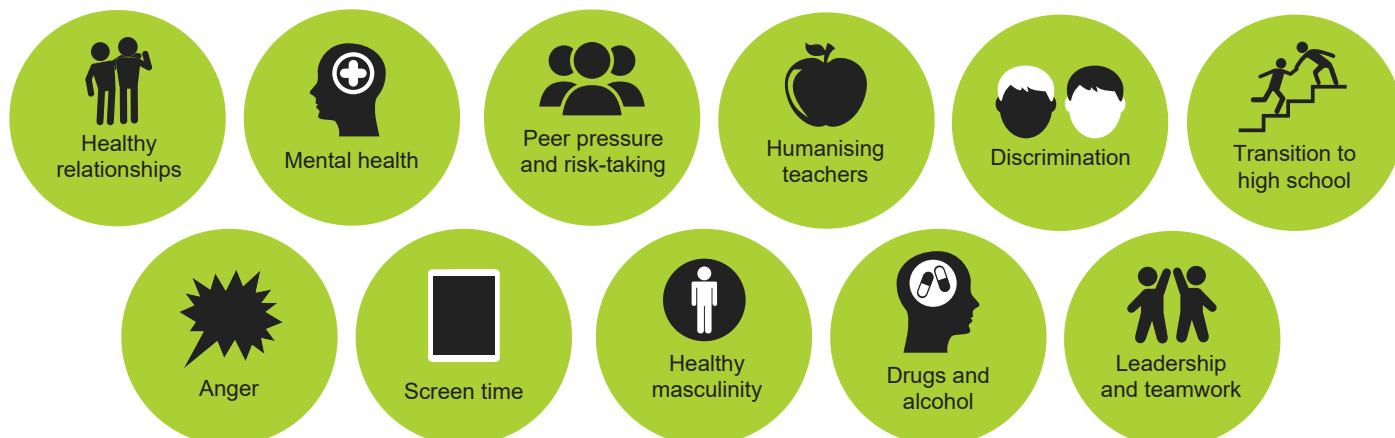 Healthy
relationships
Mental health
Peer pressure
and risk-taking
Humanising
teachers
Discrimination
Transition to
high school
Anger
Screen time
Healthy
masculinity
Drugs and
alcohol
Leadership
and teamwork